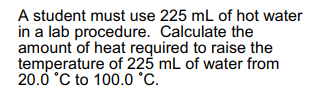 A student must use 225 mL of hot water
in a lab procedure.  Calculate the
amount of heat required to raise the
temperature of 225 mL of water from
20.0 ˚C to 100.0 ˚C.